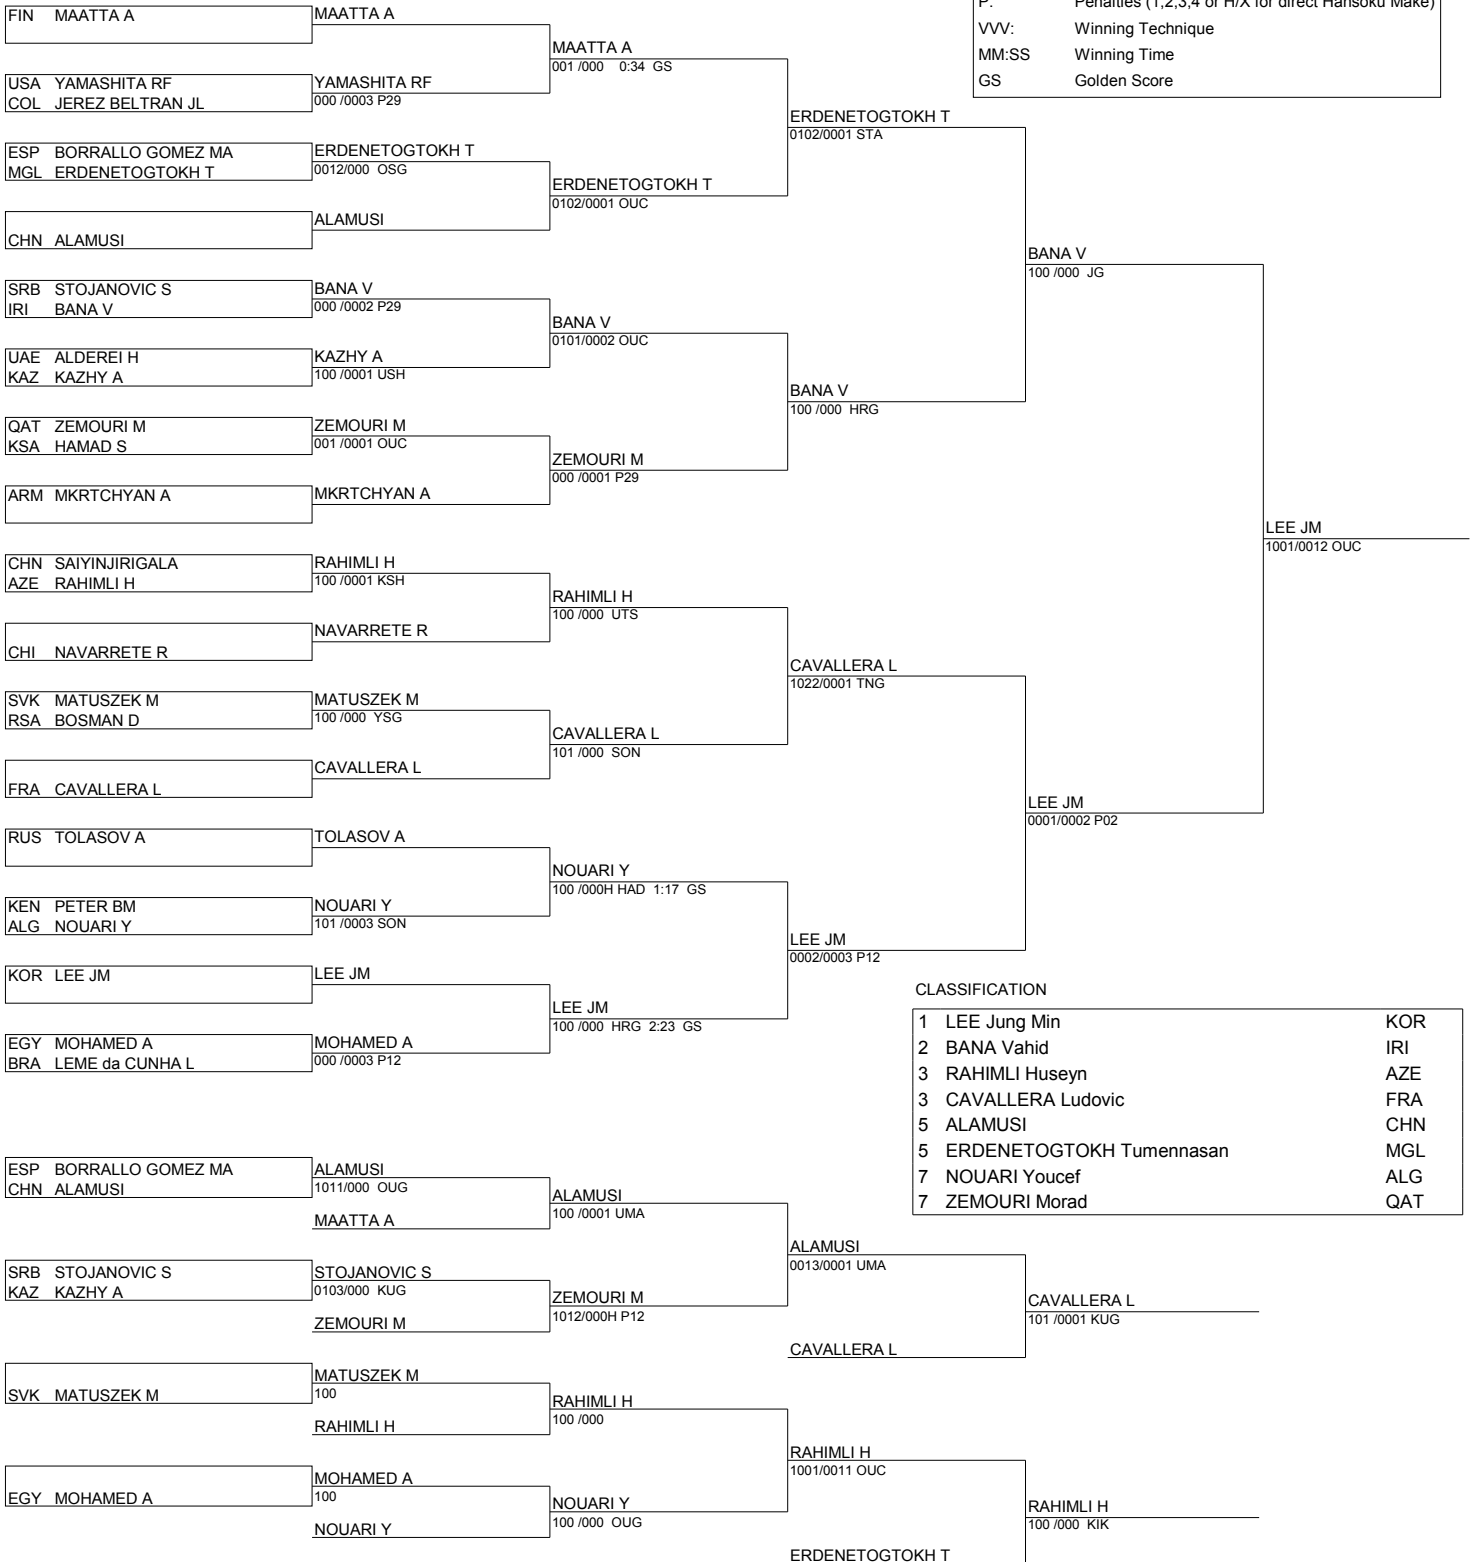 P: Penalties (1,2,3,4 or H/X for direct Hansoku Make)
VVV: Winning Technique
MM:SS Winning Time
GS Golden Score
FIN MAATTA A
USA YAMASHITA RF
COL JEREZ BELTRAN JL
ESP BORRALLO GOMEZ MA
MGL ERDENETOGTOKH T
CHN ALAMUSI
SRB STOJANOVIC S
IRI BANA V
UAE ALDEREI H
KAZ KAZHY A
QAT ZEMOURI M
KSA HAMAD S
ARM MKRTCHYAN A
CHN SAIYINJIRIGALA
AZE RAHIMLI H
CHI NAVARRETE R
SVK MATUSZEK M
RSA BOSMAN D
FRA CAVALLERA L
RUS TOLASOV A
KEN PETER BM
ALG NOUARI Y
KOR LEE JM
EGY MOHAMED A
BRA LEME da CUNHA L
MAATTA A
YAMASHITA RF
000 /0003 P29
ERDENETOGTOKH T
0012/000 OSG
ALAMUSI
BANA V
000 /0002 P29
KAZHY A
100 /0001 USH
ZEMOURI M
001 /0001 OUC
MKRTCHYAN A
RAHIMLI H
100 /0001 KSH
NAVARRETE R
MATUSZEK M
100 /000 YSG
CAVALLERA L
TOLASOV A
NOUARI Y
101 /0003 SON
LEE JM
MOHAMED A
000 /0003 P12
MAATTA A
001 /000 0:34 GS
ERDENETOGTOKH T
0102/0001 OUC
BANA V
0101/0002 OUC
ZEMOURI M
000 /0001 P29
RAHIMLI H
100 /000 UTS
CAVALLERA L
101 /000 SON
NOUARI Y
100 /000H HAD 1:17 GS
LEE JM
100 /000 HRG 2:23 GS
ERDENETOGTOKH T
0102/0001 STA
BANA V
100 /000 HRG
CAVALLERA L
1022/0001 TNG
LEE JM
0002/0003 P12
BANA V
100 /000 JG
LEE JM
0001/0002 P02
LEE JM
1001/0012 OUC
CLASSIFICATION
1 LEE Jung Min KOR
2 BANA Vahid IRI
3 RAHIMLI Huseyn AZE
3 CAVALLERA Ludovic FRA
5 ALAMUSI CHN
5 ERDENETOGTOKH Tumennasan MGL
7 NOUARI Youcef ALG
7 ZEMOURI Morad QAT
ESP BORRALLO GOMEZ MA
CHN ALAMUSI
SRB STOJANOVIC S
KAZ KAZHY A
SVK MATUSZEK M
EGY MOHAMED A
ALAMUSI
1011/000 OUG
MAATTA A
STOJANOVIC S
0103/000 KUG
ZEMOURI M
MATUSZEK M
100
RAHIMLI H
MOHAMED A
100
NOUARI Y
ALAMUSI
100 /0001 UMA
ZEMOURI M
1012/000H P12
RAHIMLI H
100 /000
NOUARI Y
100 /000 OUG
ALAMUSI
0013/0001 UMA
CAVALLERA L
RAHIMLI H
1001/0011 OUC
ERDENETOGTOKH T
CAVALLERA L
101 /0001 KUG
RAHIMLI H
100 /000 KIK